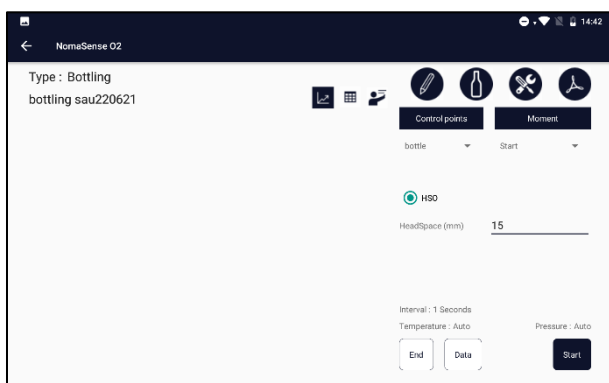 14:42
NomaSense O2
Type : Bottling
bottling sau220621
Control points
Moment
bottle
Start
HSO
HeadSpace (mm)
15
Interval : 1 Seconds
Temperature : Auto
Pressure : Auto
End
Data
Start